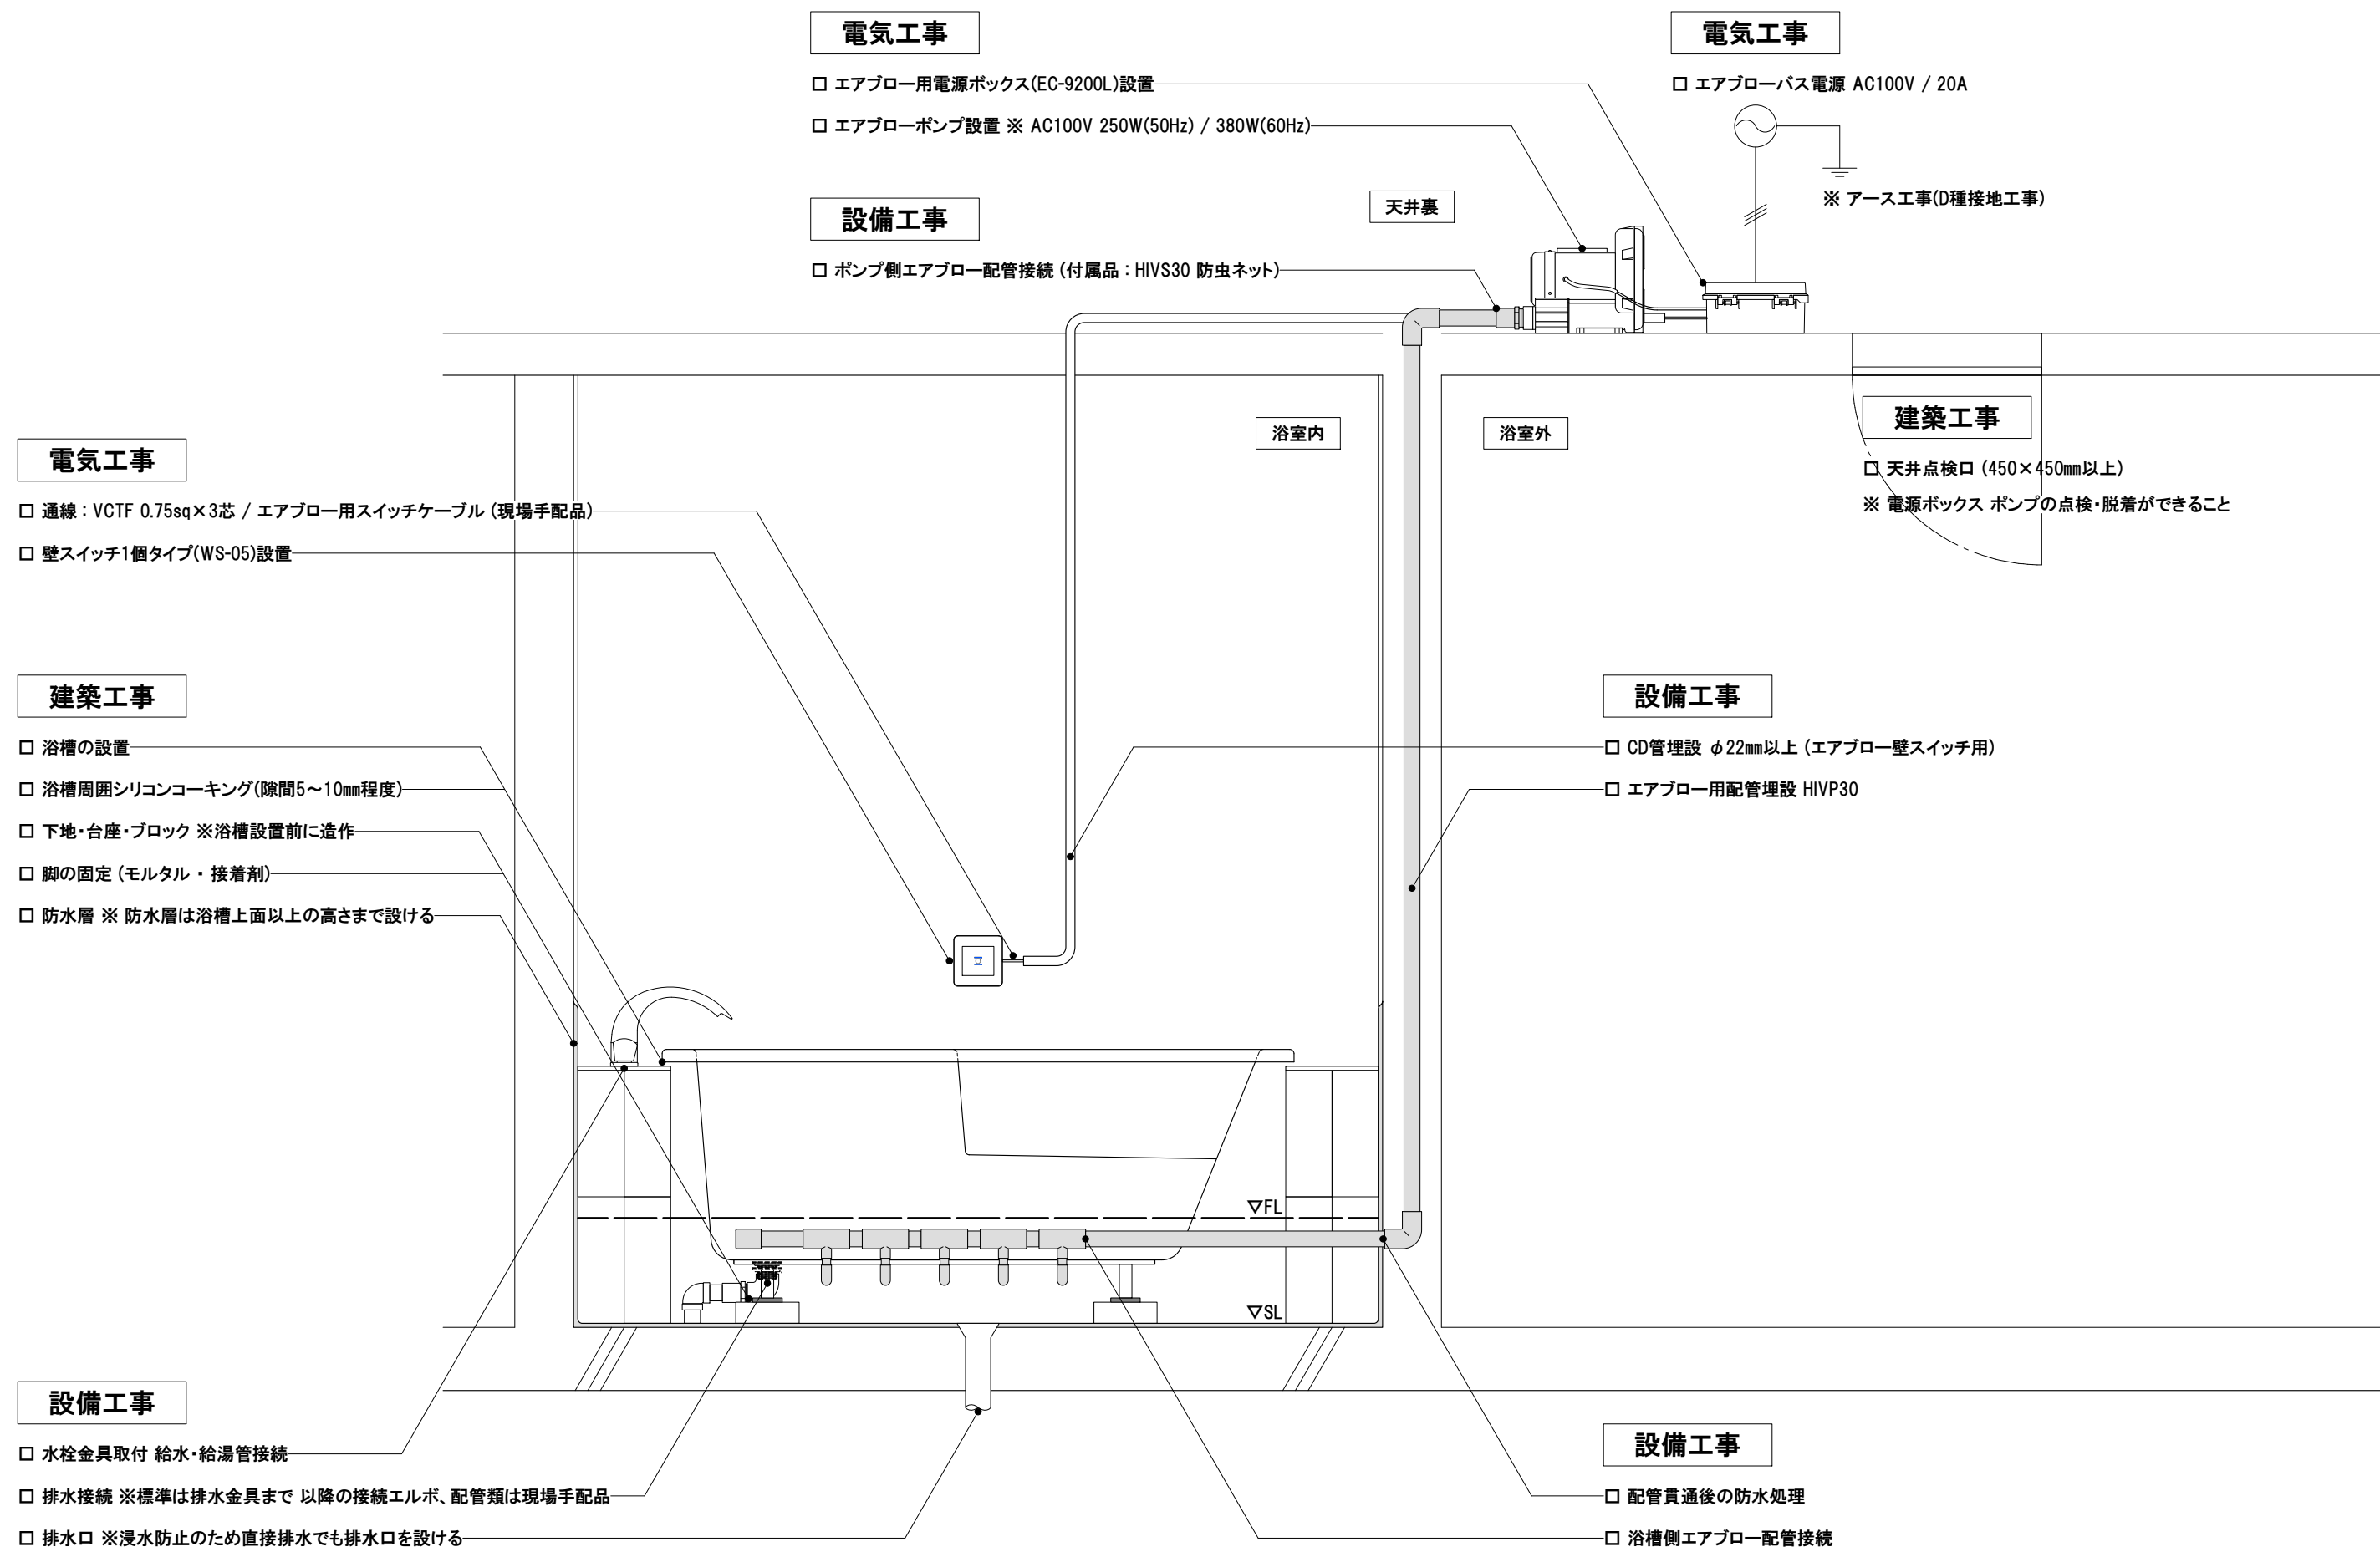 電気工事
□ エアブロー用電源ボックス(EC-9200L)設置
□ エアブローポンプ設置 ※ AC100V 250W(50Hz) / 380W(60Hz)
電気工事
□ エアブローバス電源 AC100V / 20A
※ アース工事(D種接地工事)
設備工事
□ ポンプ側エアブロー配管接続 (付属品：HIVS30 防虫ネット)
天井裏
浴室内
浴室外
建築工事
□ 天井点検口 (450×450mm以上)
※ 電源ボックス ポンプの点検・脱着ができること
電気工事
□ 通線：VCTF 0.75sq×3芯 / エアブロー用スイッチケーブル (現場手配品)
□ 壁スイッチ1個タイプ(WS-05)設置
建築工事
□ 浴槽の設置
□ 浴槽周囲シリコンコーキング(隙間5～10mm程度)
□ 下地・台座・ブロック ※浴槽設置前に造作
□ 脚の固定 (モルタル ・ 接着剤)
□ 防水層 ※ 防水層は浴槽上面以上の高さまで設ける
設備工事
□ CD管埋設 φ22mm以上 (エアブロー壁スイッチ用)
□ エアブロー用配管埋設 HIVP30
▽FL
▽SL
設備工事
□ 水栓金具取付 給水・給湯管接続
□ 排水接続 ※標準は排水金具まで 以降の接続エルボ、配管類は現場手配品
□ 排水口 ※浸水防止のため直接排水でも排水口を設ける
設備工事
□ 配管貫通後の防水処理
□ 浴槽側エアブロー配管接続